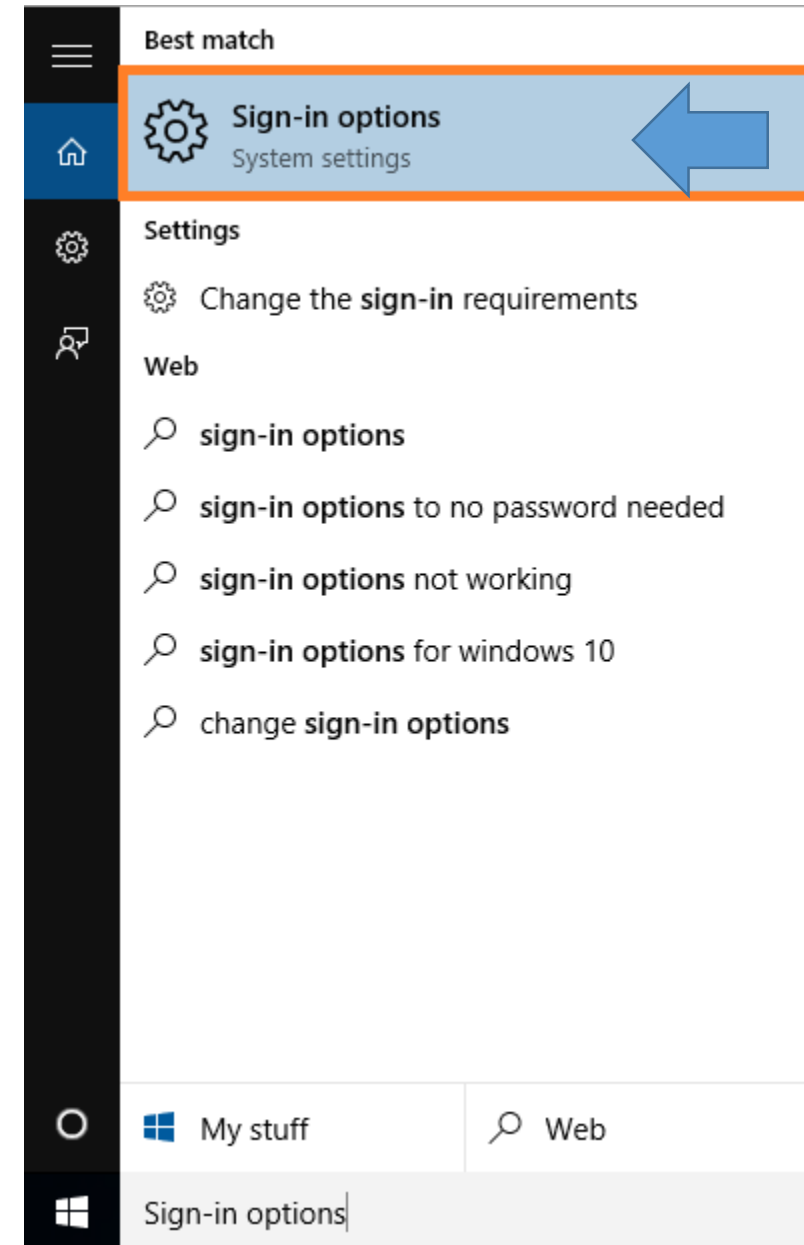 Best match
Sign-in options
System settings
Settings
Change the sign-in requirements
Web
sign-in options
sign-in options to no password needed
sign-in options not working
sign-in options for windows 10
change sign-in options
My stuff
Web
Sign-in options